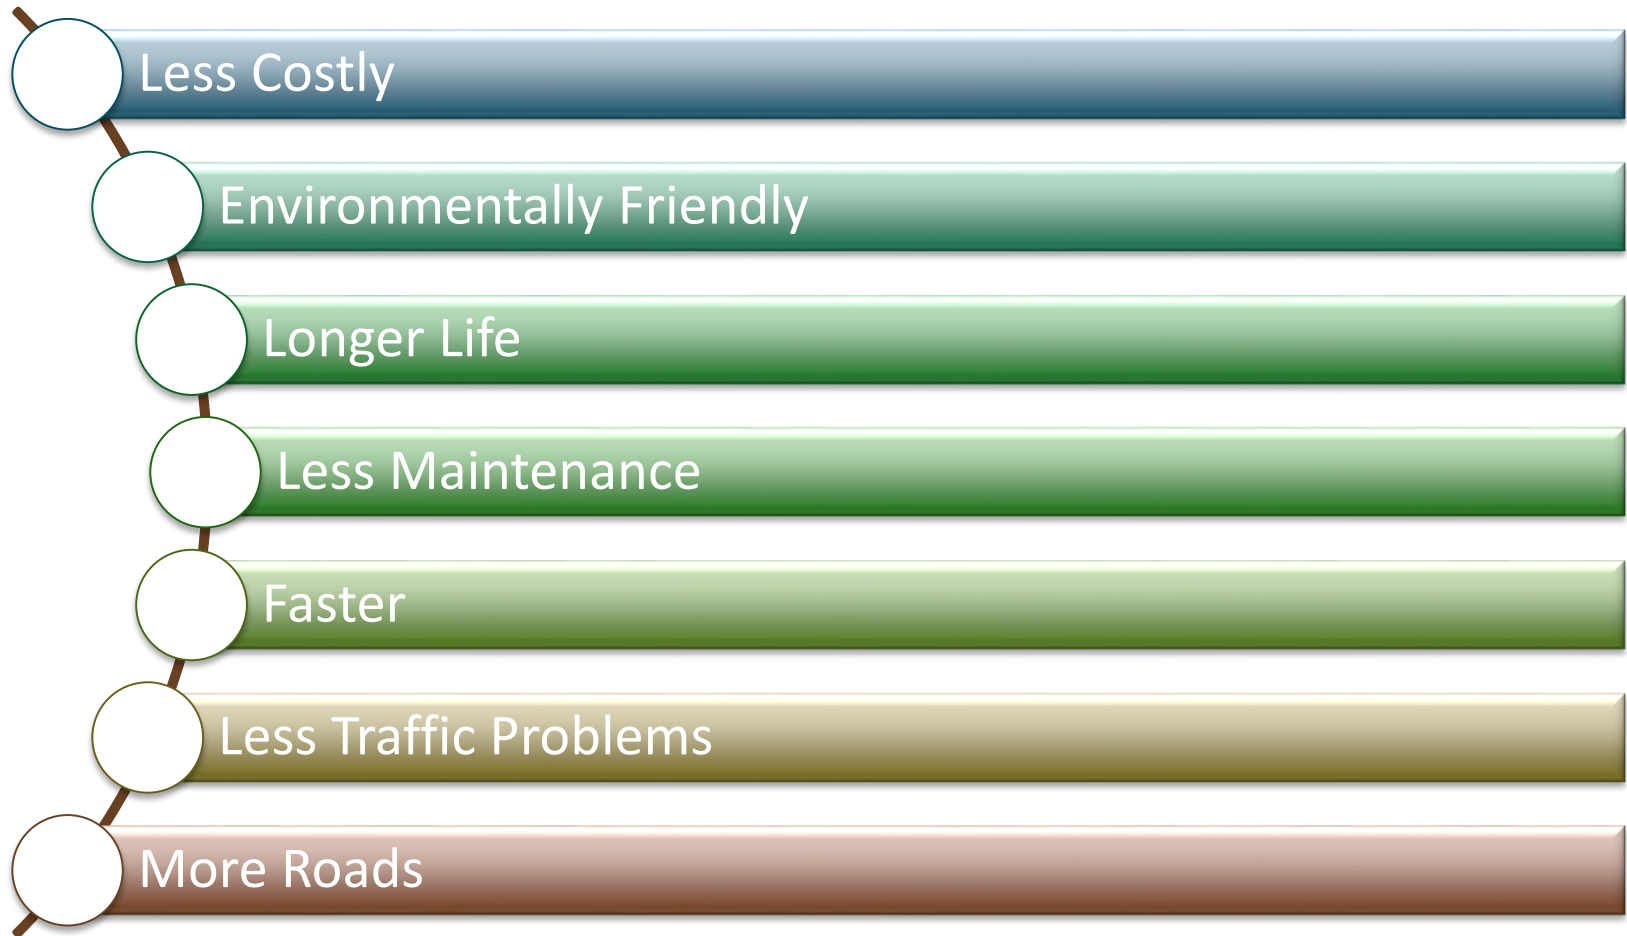 Less Costly
Environmentally Friendly
Longer Life
Less Maintenance
Faster
Less Traffic Problems
More Roads